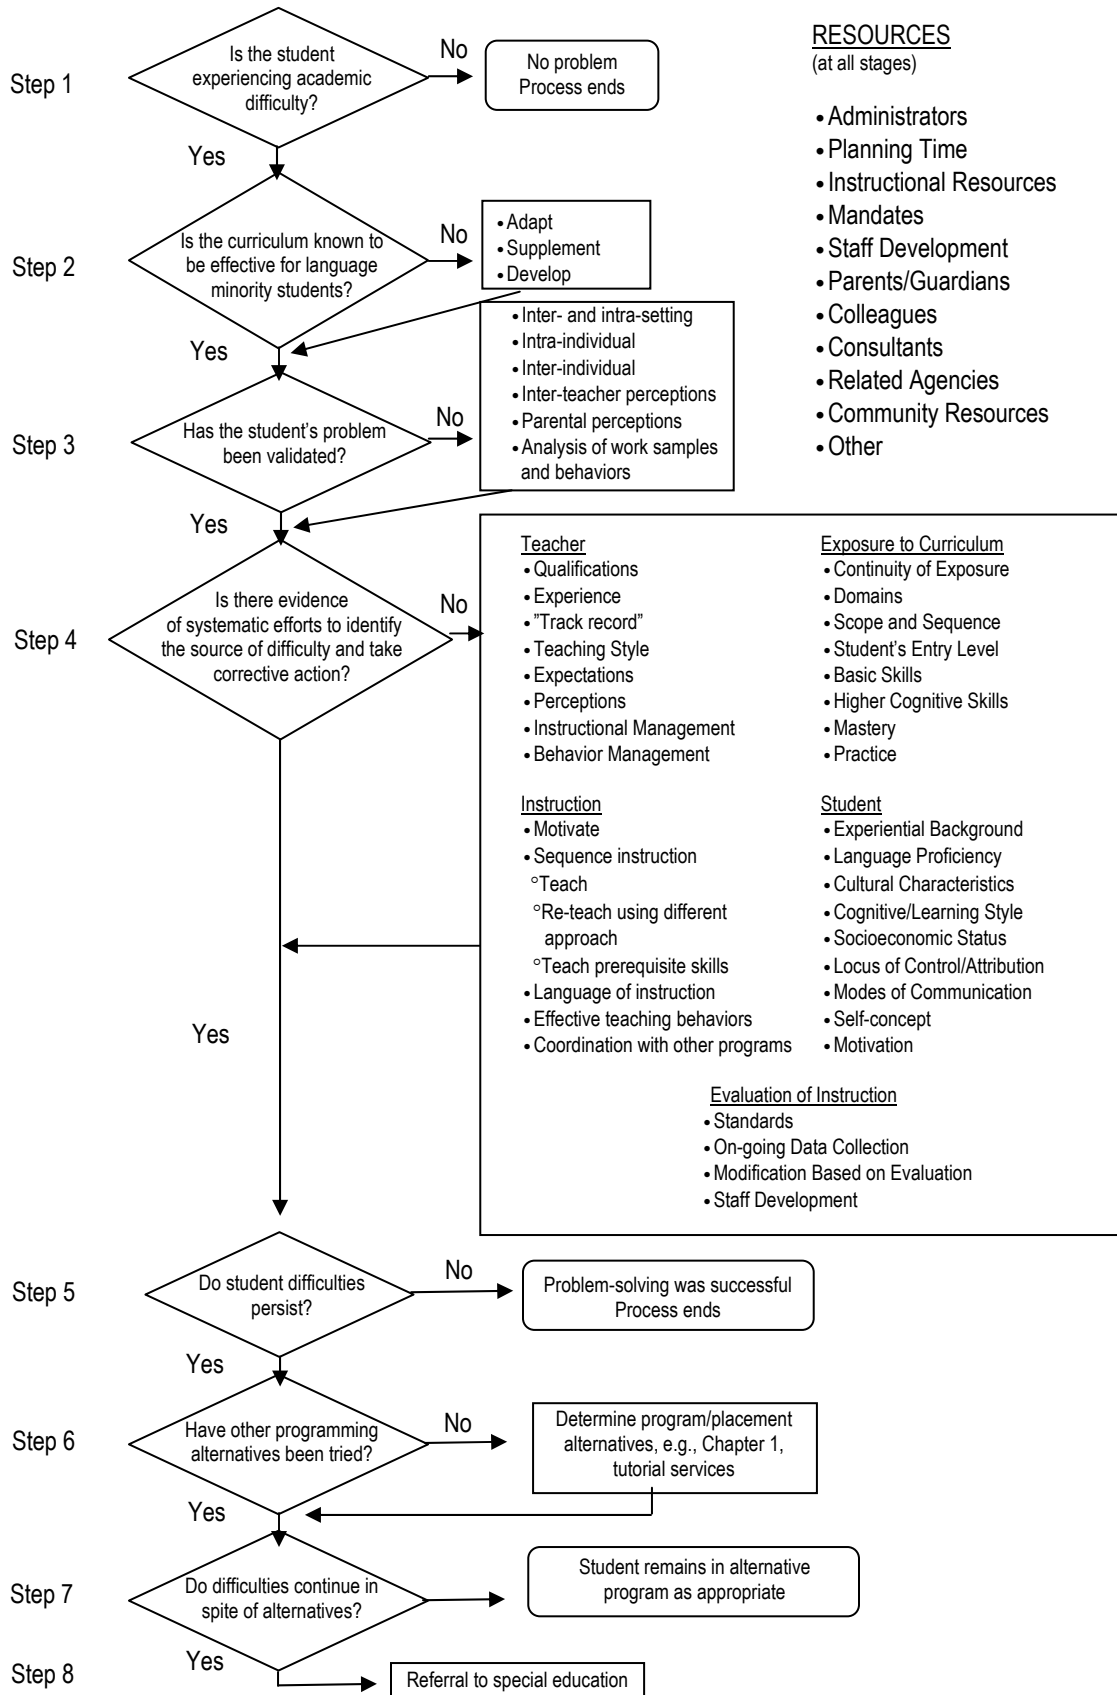 Step 1
Is the student
experiencing academic
difficulty?
No
No problem
Process ends
RESOURCES
(at all stages)
•Administrators
•Planning Time
•Instructional Resources
•Mandates
•Staff Development
•Parents/Guardians
•Colleagues
•Consultants
•Related Agencies
•Community Resources
•Other
Yes
Step 2
Is the curriculum known to
be effective for language
minority students?
No
•Adapt
•Supplement
•Develop
Yes
Step 3
Has the student’s problem
been validated?
No
•Inter- and intra-setting
•Intra-individual
•Inter-individual
•Inter-teacher perceptions
•Parental perceptions
•Analysis of work samples
and behaviors
Yes
Step 4
Is there evidence
of systematic efforts to identify
the source of difficulty and take
corrective action?
No
Teacher
•Qualifications
•Experience
•”Track record”
•Teaching Style
•Expectations
•Perceptions
•Instructional Management
•Behavior Management
Exposure to Curriculum
•Continuity of Exposure
•Domains
•Scope and Sequence
•Student’s Entry Level
•Basic Skills
•Higher Cognitive Skills
•Mastery
•Practice
Instruction
•Motivate
•Sequence instruction
°Teach
°Re-teach using different
approach
°Teach prerequisite skills
•Language of instruction
•Effective teaching behaviors
•Coordination with other programs
Student
•Experiential Background
•Language Proficiency
•Cultural Characteristics
•Cognitive/Learning Style
•Socioeconomic Status
•Locus of Control/Attribution
•Modes of Communication
•Self-concept
•Motivation
Evaluation of Instruction
•Standards
•On-going Data Collection
•Modification Based on Evaluation
•Staff Development
Yes
Step 5
Do student difficulties
persist?
No
Problem-solving was successful
Process ends
Yes
Step 6
Have other programming
alternatives been tried?
No
Determine program/placement
alternatives, e.g., Chapter 1,
tutorial services
Yes
Step 7
Do difficulties continue in
spite of alternatives?
Student remains in alternative
program as appropriate
Yes
Step 8
Referral to special education